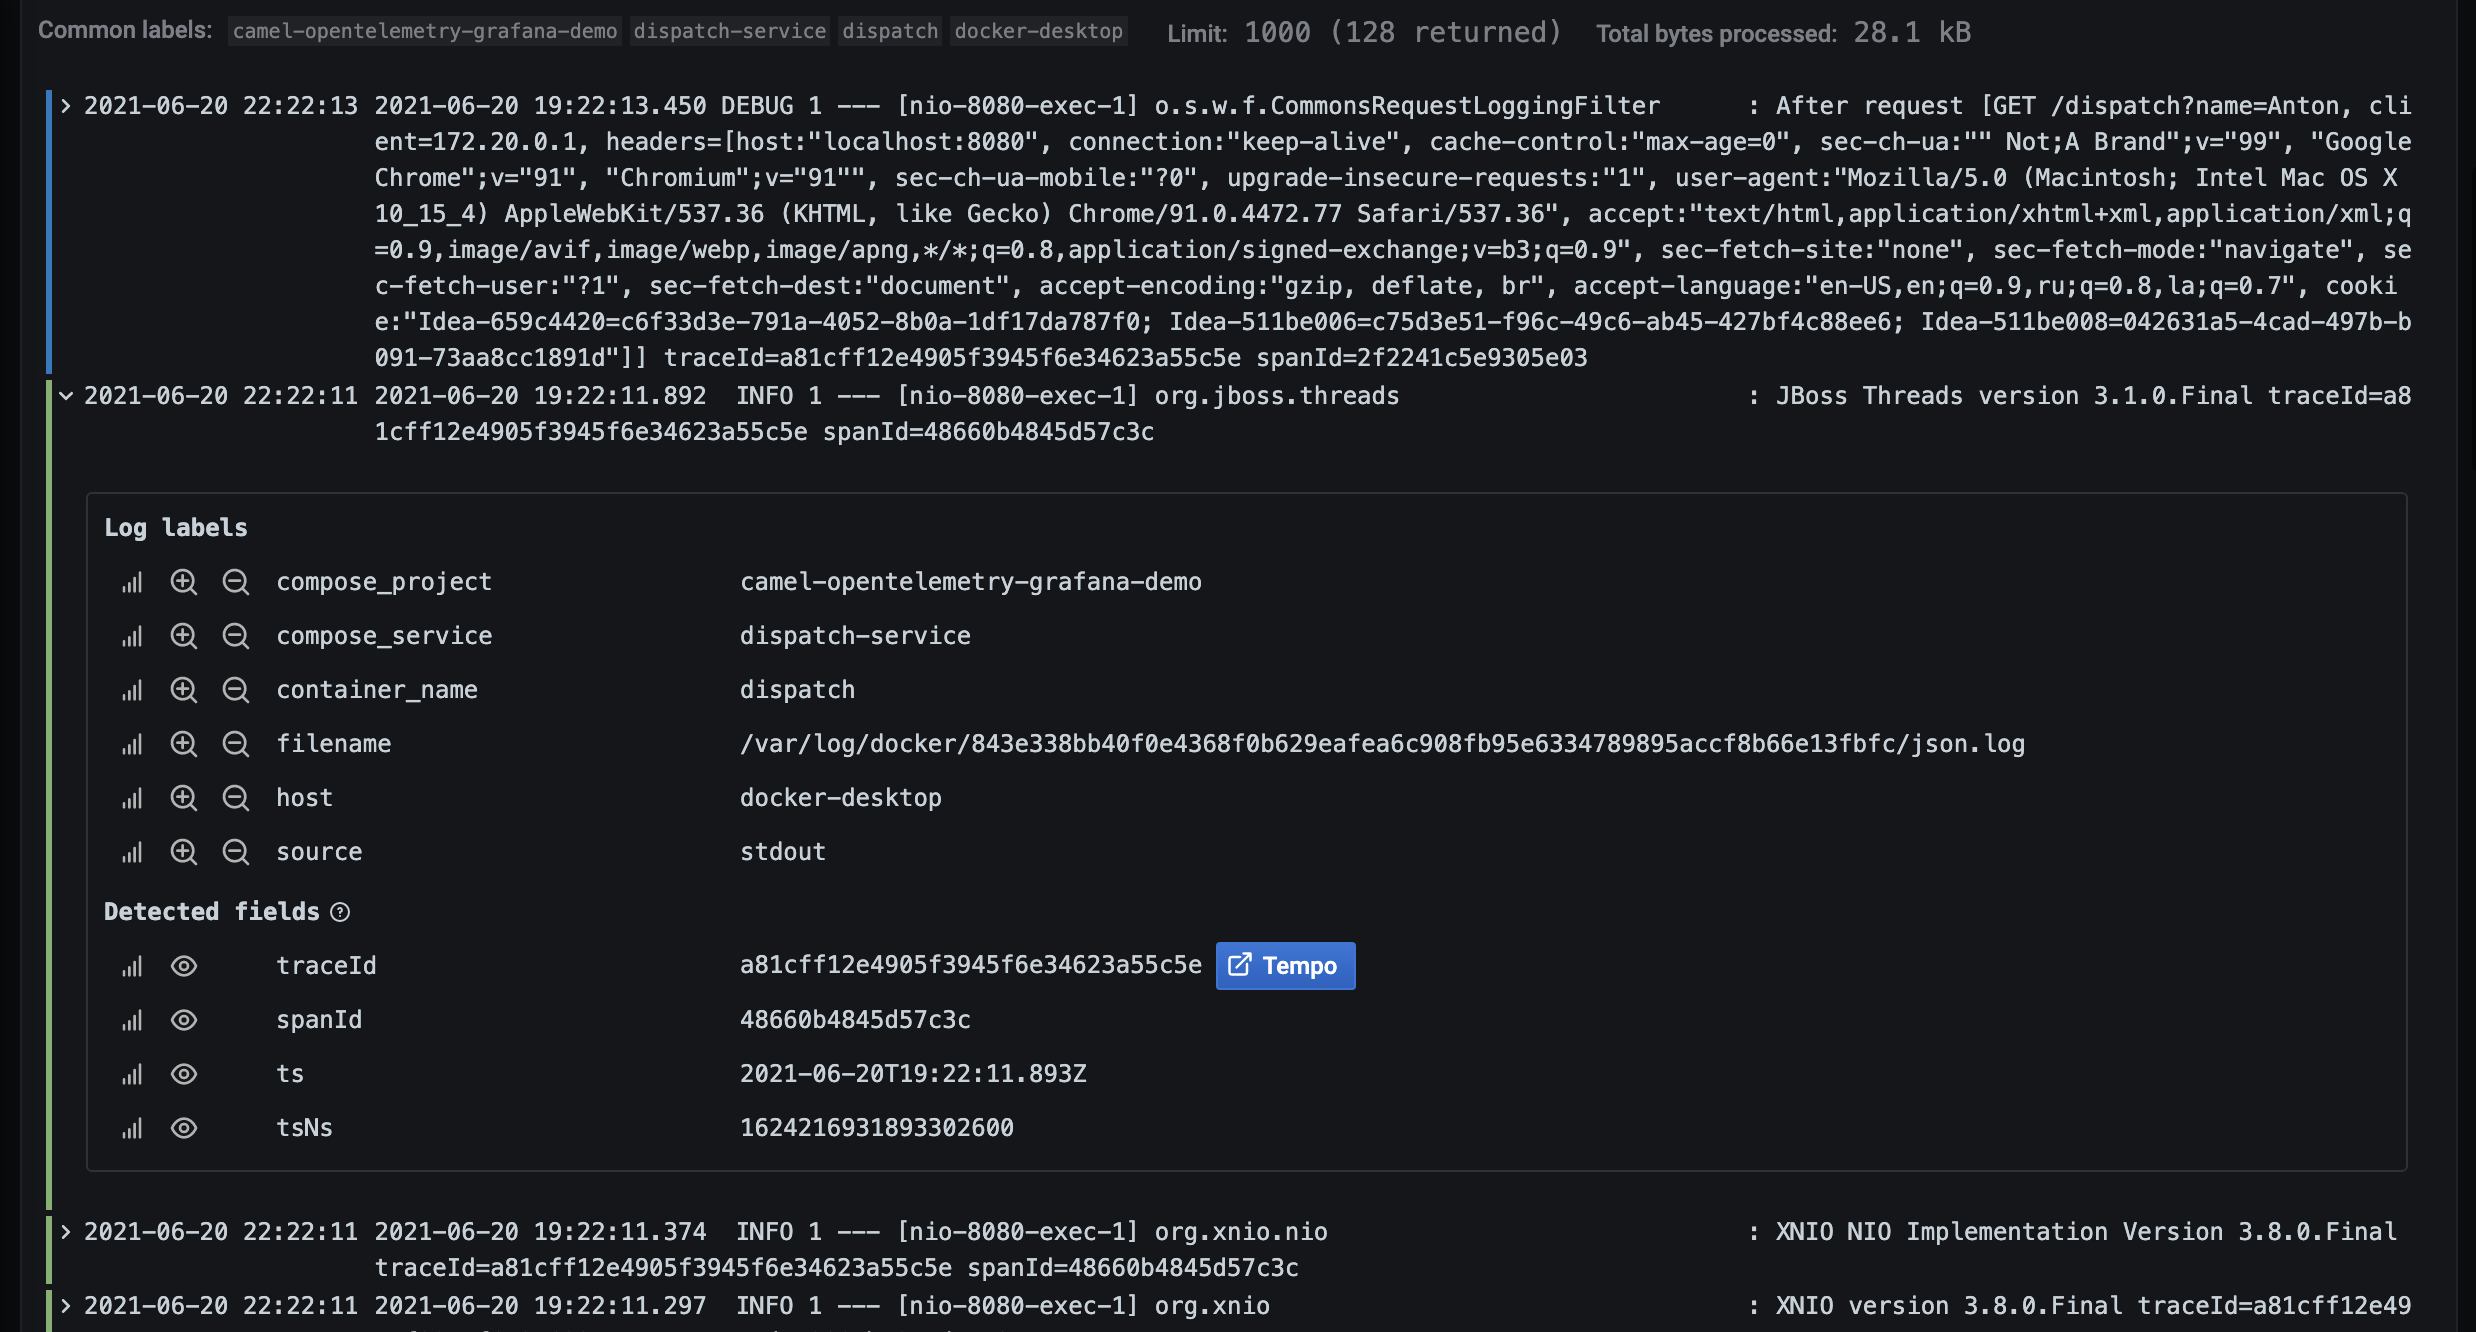 Common labels: camel-opentelemetry-grafana-demo dispatch-service dispatch docker-desktop Limit: 1000 (128 returned) Total bytes processed: 28.1 kB
2021-06-20 22:22:13 2021-06-20 19:22:13.450 DEBUG 1 --- [nio-8080-exec-1] o.s.w.f.CommonsRequestLoggingFilter : After request [GET /dispatch?name=Anton, cli
ent=172.20.0.1, headers=[host:"localhost:8080", connection:"keep-alive", cache-control:"max-age=0", sec-ch-ua:"" Not;A Brand";v="99", "Google
Chrome";v="91", "Chromium";v="91"", sec-ch-ua-mobile:"?0", upgrade-insecure-requests:"1", user-agent:"Mozilla/5.0 (Macintosh; Intel Mac OS X
10_15_4) AppleWebKit/537.36 (KHTML, like Gecko) Chrome/91.0.4472.77 Safari/537.36", accept:"text/html,application/xhtml+xml,application/xml;q
=0.9,image/avif,image/webp,image/apng,*/*;q=0.8,application/signed-exchange;v=b3;q=0.9", sec-fetch-site:"none", sec-fetch-mode:"navigate", se
c-fetch-user:"?1", sec-fetch-dest:"document", accept-encoding:"gzip, deflate, br", accept-language:"en-US,en;q=0.9,ru;q=0.8,la;q=0.7", cooki
e:"Idea-659c4420=c6f33d3e-791a-4052-8b0a-1df17da787f0; Idea-511be006=c75d3e51-f96c-49c6-ab45-427bf4c88ee6; Idea-511be008=042631a5-4cad-497b-b
091-73aa8cc1891d"]] traceId=a81cff12e4905f3945f6e34623a55c5e spanId=2f2241c5e9305e03
2021-06-20 22:22:11 2021-06-20 19:22:11.892 INFO 1 --- [nio-8080-exec-1] org.jboss.threads : JBoss Threads version 3.1.0.Final traceId=a8
1cff12e4905f3945f6e34623a55c5e spanId=48660b4845d57c3c
Log labels
compose_project camel-opentelemetry-grafana-demo
compose_service dispatch-service
container_name dispatch
filename /var/log/docker/843e338bb40f0e4368f0b629eafea6c908fb95e6334789895accf8b66e13fbfc/json.log
host docker-desktop
source stdout
Detected fields
traceId a81cff12e4905f3945f6e34623a55c5e Tempo
spanId 48660b4845d57c3c
ts 2021-06-20T19:22:11.893Z
tsNs 1624216931893302600
2021-06-20 22:22:11 2021-06-20 19:22:11.374 INFO 1 --- [nio-8080-exec-1] org.xnio.nio : XNIO NIO Implementation Version 3.8.0.Final
traceId=a81cff12e4905f3945f6e34623a55c5e spanId=48660b4845d57c3c
2021-06-20 22:22:11 2021-06-20 19:22:11.297 INFO 1 --- [nio-8080-exec-1] org.xnio : XNIO version 3.8.0.Final traceId=a81cff12e49